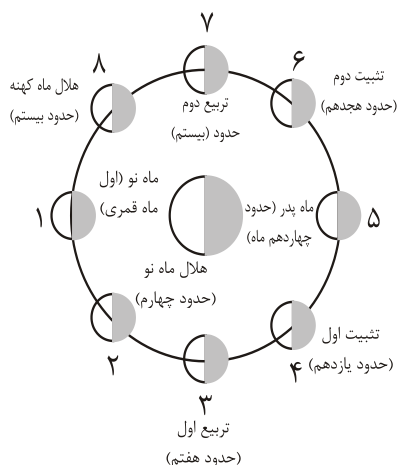 ۷
تربیع دوم
حدود (بیستم)
۶
تثبیت دوم
(حدود هجدهم)
۸
هلال ماه کهنه
(حدود بیستم)
۱
ماه نو (اول
ماه قمری)
ماه پدر (حدود
چهاردهم ماه)
۵
هلال ماه نو
(حدود چهارم)
۲
تثبیت اول
(حدود یازدهم)
۴
۳
تربیع اول
(حدود هفتم)